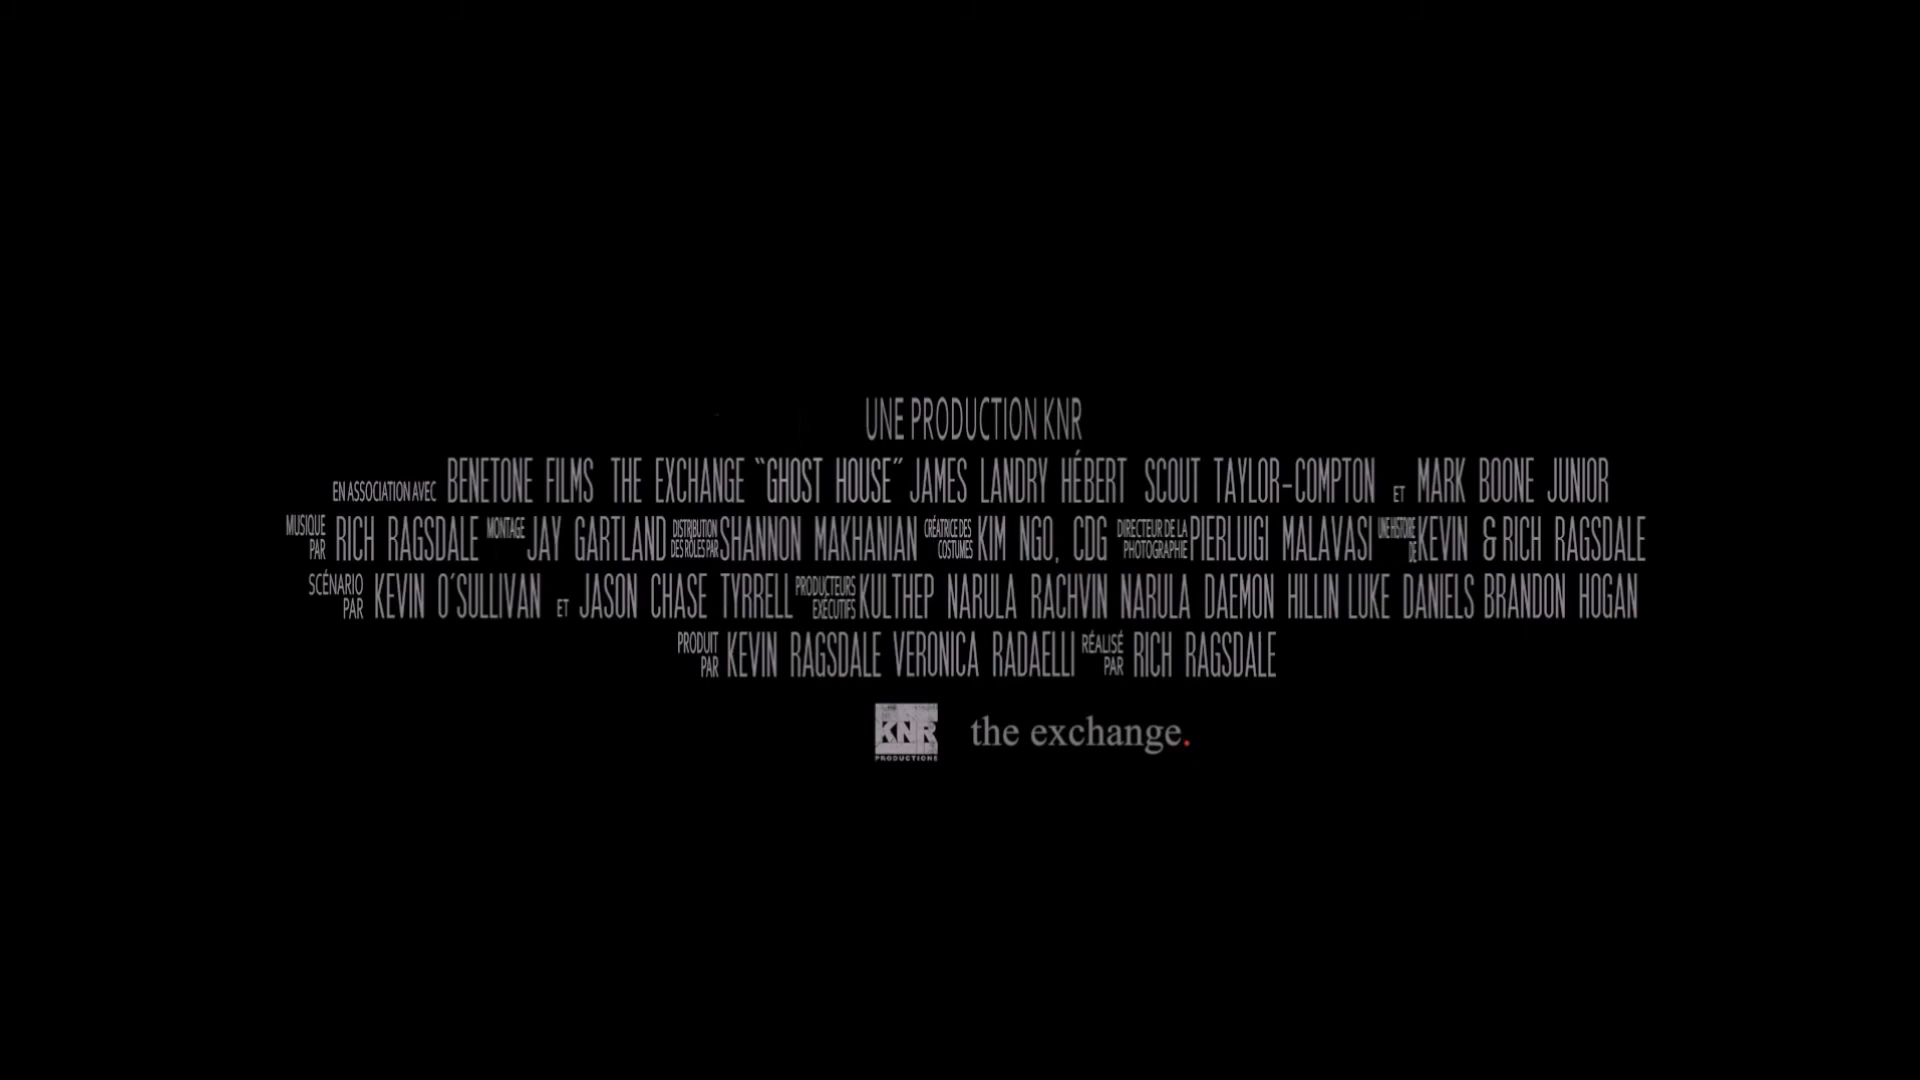 UNE PRODUCTION KNR
EN ASSOCIATION AVEC BENETONE FILMS THE EXCHANGE "GHOST HOUSE" JAMES LANDRY HÉBERT SCOUT TAYLOR-COMPTON ET MARK BOONE JUNIOR
MUSIQUE PAR RICH RAGSDALE MONTAGE JAY GARTLAND DISTRIBUTION DES RÔLES PAR SHANNON MAKHANIAN CRÉATRICE DES COSTUMES KIM NGO, CDG DIRECTEUR DE LA PHOTOGRAPHIE PIERLUIGI MALAVASI UNE HISTOIRE DE KEVIN & RICH RAGSDALE
SCÉNARIO PAR KEVIN O'SULLIVAN ET JASON CHASE TYRRELL PRODUCTEURS EXÉCUTIFS KULTHEP NARULA RACHVIN NARULA DAEMON HILLIN LUKE DANIELS BRANDON HOGAN
PRODUIT PAR KEVIN RAGSDALE VERONICA RADAELLI RÉALISÉ PAR RICH RAGSDALE
KNR PRODUCTIONS the exchange.